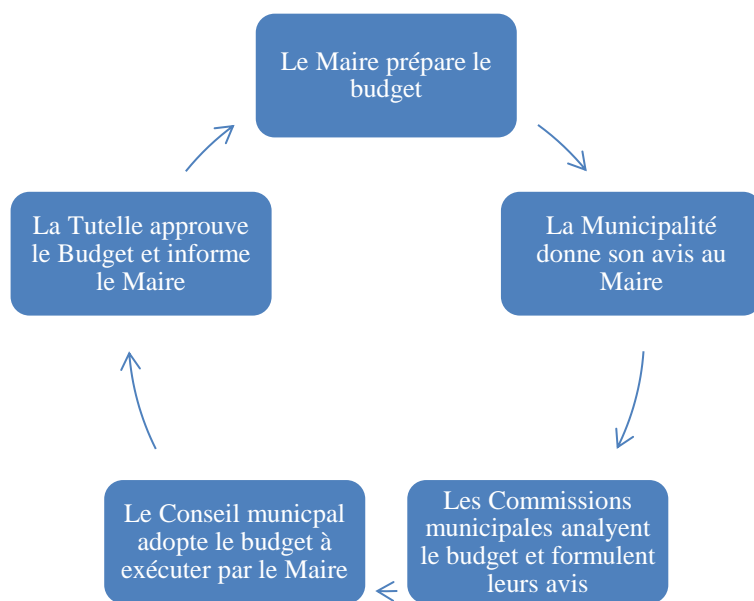 Le Maire prépare le
budget
La Municipalité
donne son avis au
Maire
Les Commissions
municipales analyent
le budget et formulent
leurs avis
Le Conseil municpal
adopte le budget à
exécuter par le Maire
La Tutelle approuve
le Budget et informe
le Maire